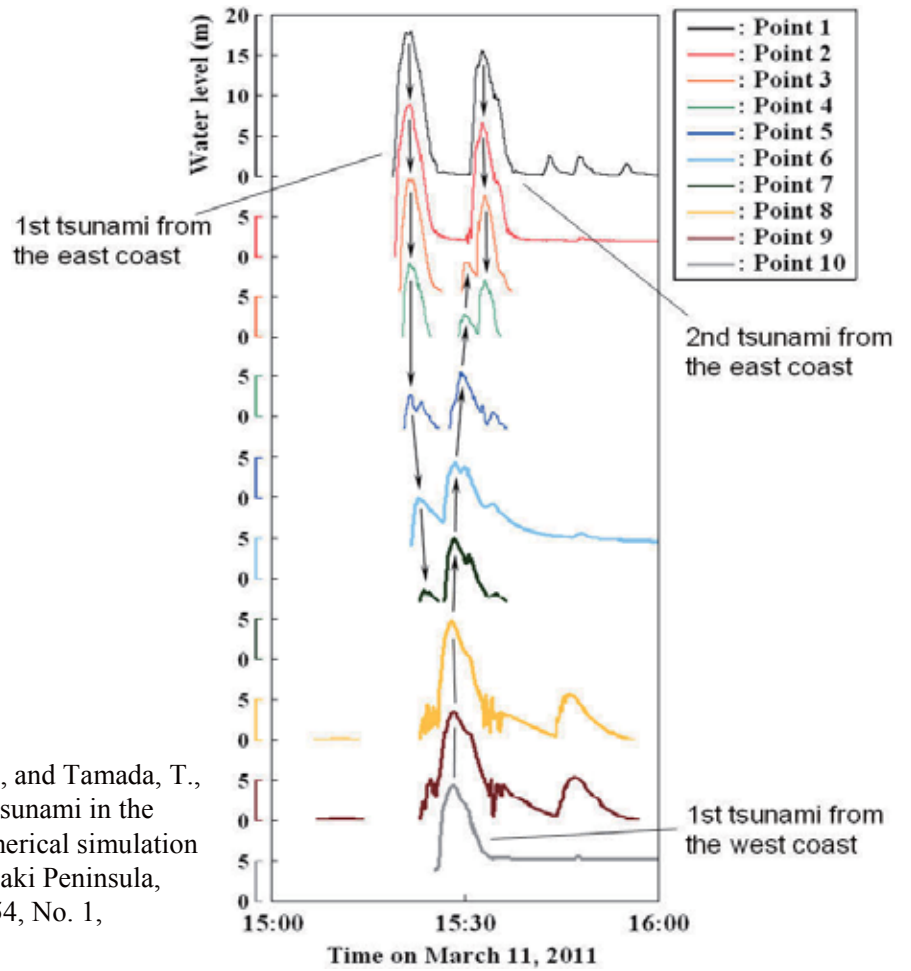 20
15
10
5
0
Water level (m)
: Point 1
: Point 2
: Point 3
: Point 4
: Point 5
: Point 6
: Point 7
: Point 8
: Point 9
: Point 10
1st tsunami from
the east coast
5
0
5
0
2nd tsunami from
the east coast
5
0
5
0
5
0
5
0
5
0
5
0
5
1st tsunami from
the west coast
., and Tamada, T.,
sunami in the
nerical simulation
aki Peninsula,
54, No. 1,
15:00
15:30
16:00
Time on March 11, 2011